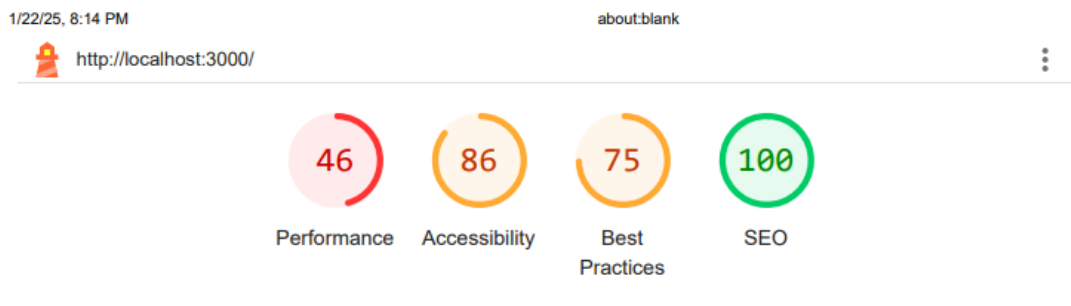 1/22/25, 8:14 PM about:blank
http://localhost:3000/
46 86 75 100
Performance Accessibility Best Practices SEO